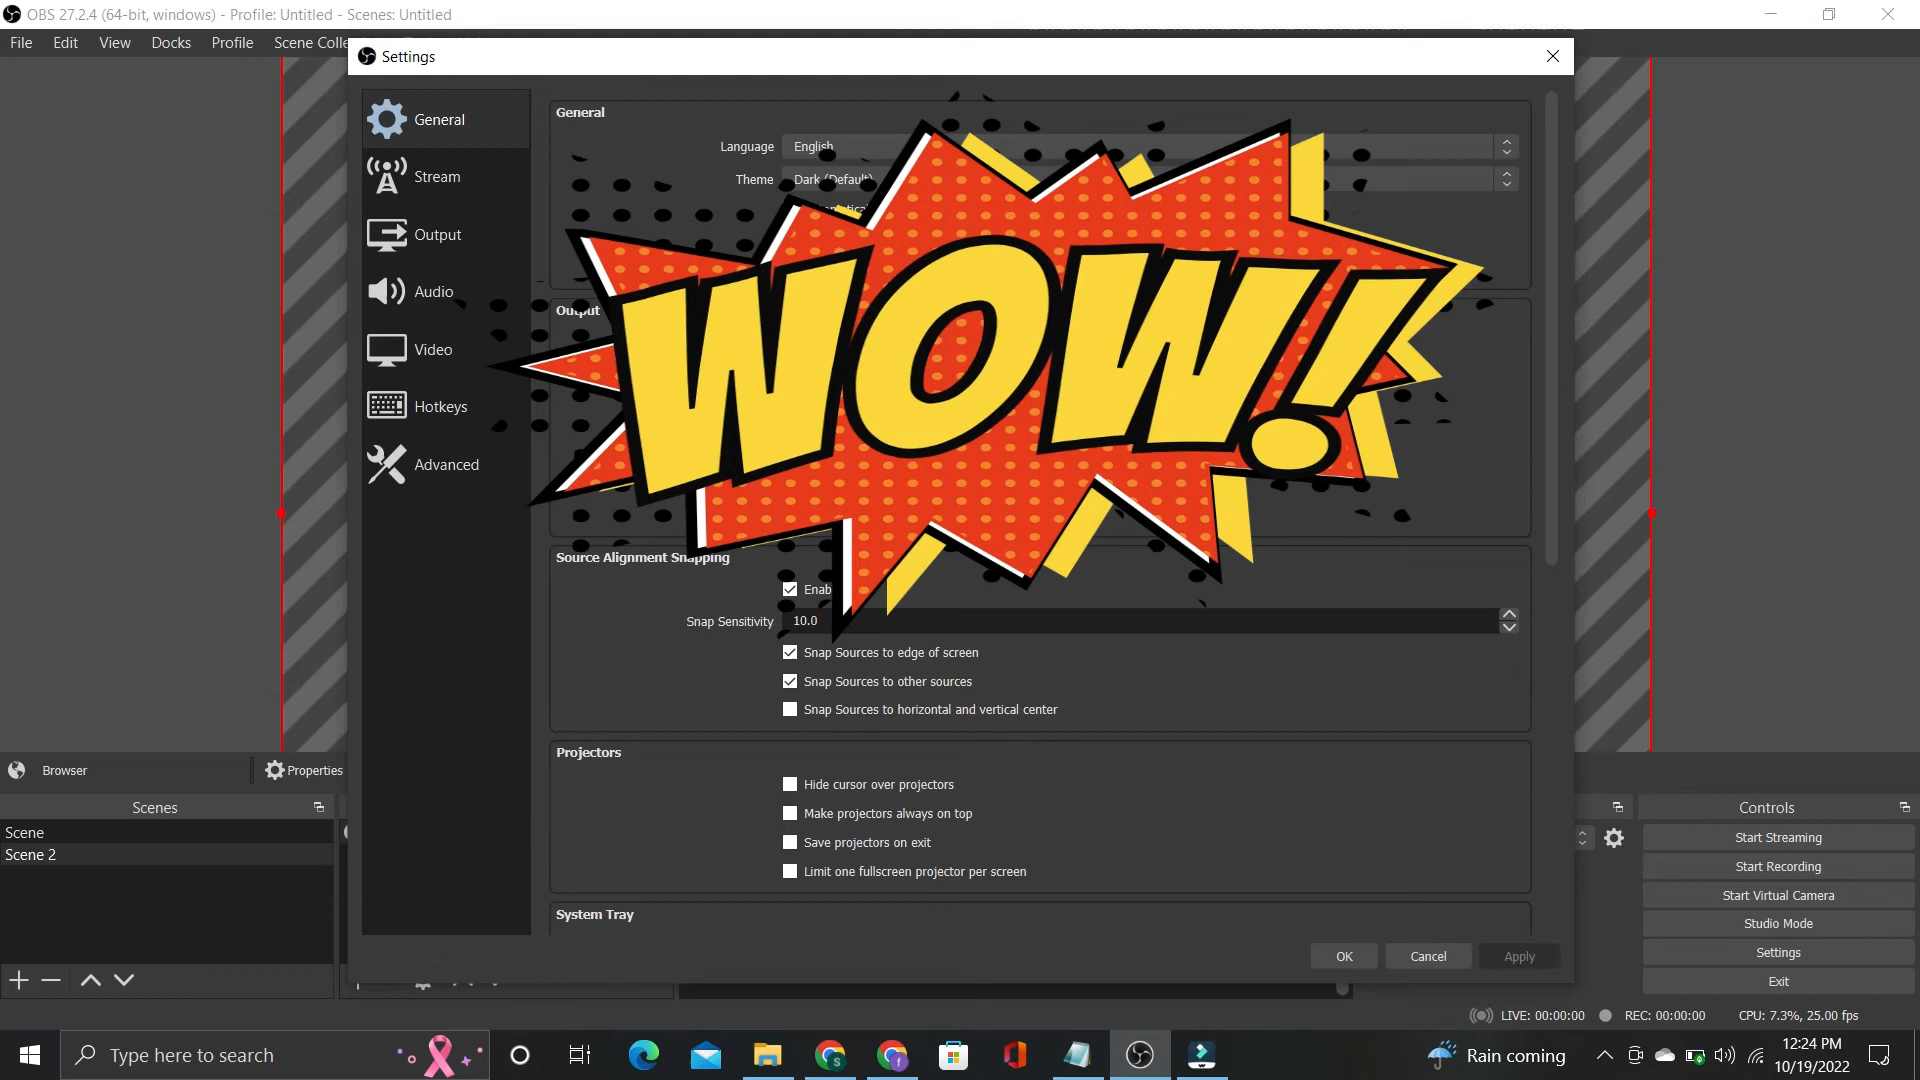 OBS 27.2.4 (64-bit, windows) - Profile: Untitled - Scenes: Untitled
File Edit View Docks Profile
Settings
General
Stream
Output
Audio
Video
Hotkeys
Advanced
General
Language English
Theme Dark (Default)
Output
WOW!
Source Alignment Snapping
Snap Sensitivity 10.0
Snap Sources to edge of screen
Snap Sources to other sources
Snap Sources to horizontal and vertical center
Projectors
Hide cursor over projectors
Make projectors always on top
Save projectors on exit
Limit one fullscreen projector per screen
System Tray
OK Cancel Apply
Browser Properties
Scenes
Scene
Scene 2
Controls
Start Streaming
Start Recording
Start Virtual Camera
Studio Mode
Settings
Exit
LIVE: 00:00:00 REC: 00:00:00 CPU: 7.3%, 25.00 fps
Type here to search
Rain coming
12:24 PM
10/19/2022